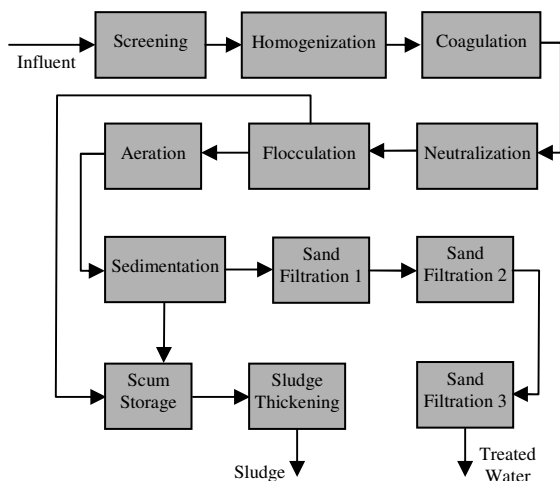 Screening
Homogenization
Coagulation
Influent
Aeration
Flocculation
Neutralization
Sedimentation
Sand
Filtration 1
Sand
Filtration 2
Scum
Storage
Sludge
Thickening
Sand
Filtration 3
Sludge
Treated
Water